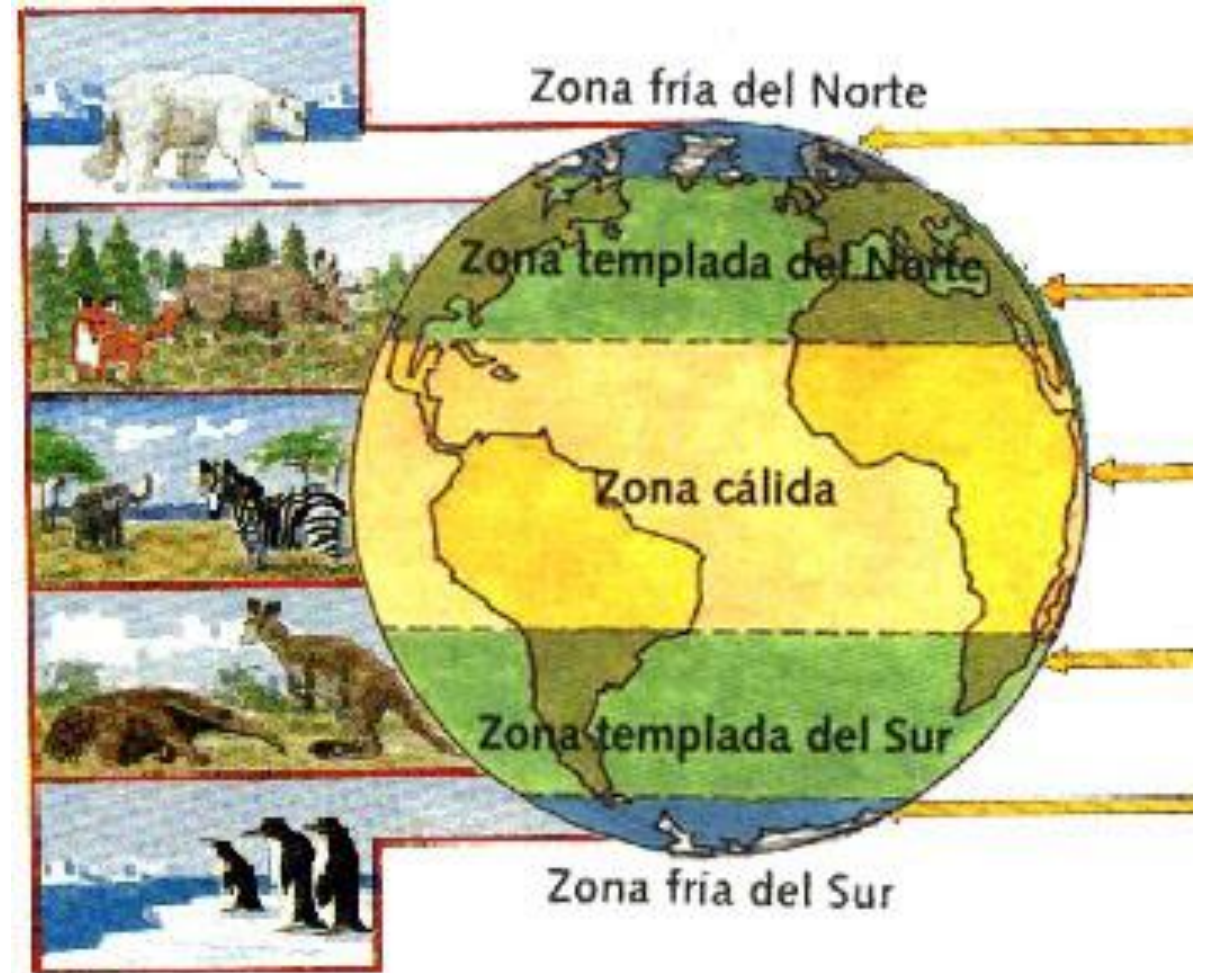 Zona fría del Norte
Zona templada del Norte
Zona cálida
Zona templada del Sur
Zona fría del Sur